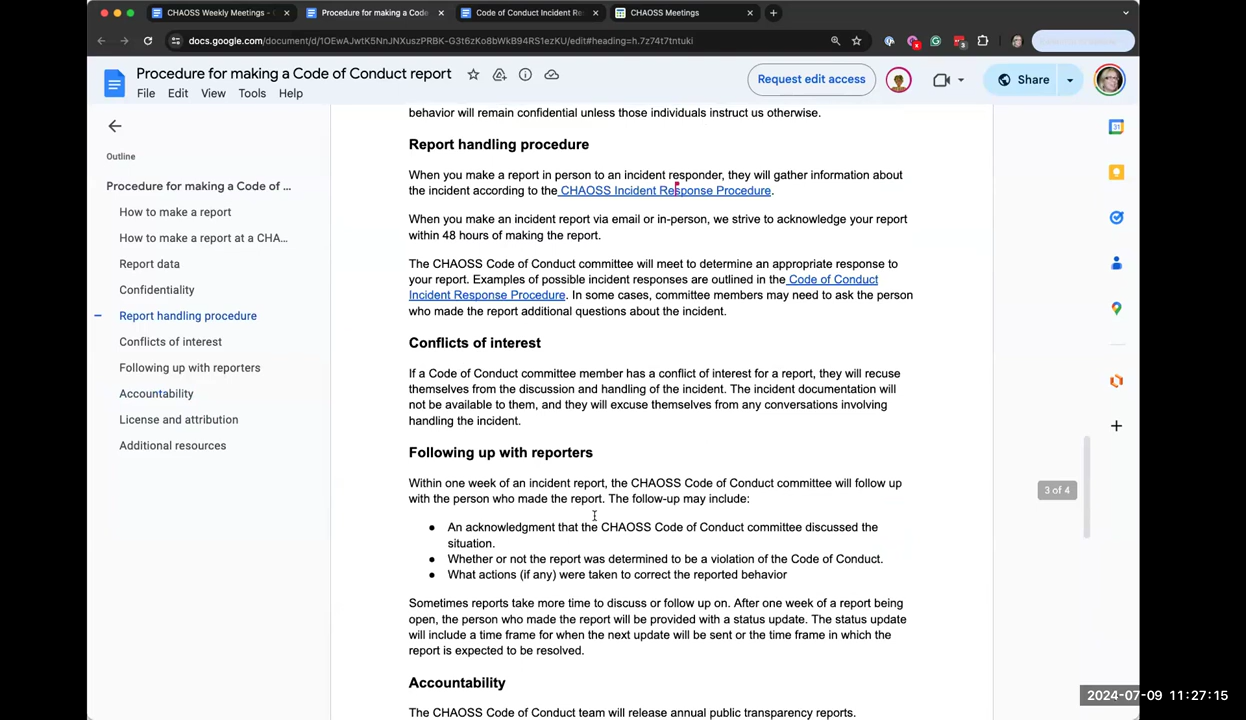 CHAOSS Weekly Meetings -
Procedure for making a Code
Code of Conduct Incident Re
CHAOSS Meetings
docs.google.com/document/d/1OEwAJwtK5NnJNXuszPRBK-G3t6zKo8bWkB94RS1ezKU/edit#heading=h.7z74t7tntuki
Procedure for making a Code of Conduct report
File Edit View Tools Help
Request edit access
Share
Outline
Procedure for making a Code of ...
How to make a report
How to make a report at a CHA...
Report data
Confidentiality
Report handling procedure
Conflicts of interest
Following up with reporters
Accountability
License and attribution
Additional resources
behavior will remain confidential unless those individuals instruct us otherwise.
Report handling procedure
When you make a report in person to an incident responder, they will gather information about
the incident according to the CHAOSS Incident Response Procedure.
When you make an incident report via email or in-person, we strive to acknowledge your report
within 48 hours of making the report.
The CHAOSS Code of Conduct committee will meet to determine an appropriate response to
your report. Examples of possible incident responses are outlined in the Code of Conduct
Incident Response Procedure. In some cases, committee members may need to ask the person
who made the report additional questions about the incident.
Conflicts of interest
If a Code of Conduct committee member has a conflict of interest for a report, they will recuse
themselves from the discussion and handling of the incident. The incident documentation will
not be available to them, and they will excuse themselves from any conversations involving
handling the incident.
Following up with reporters
Within one week of an incident report, the CHAOSS Code of Conduct committee will follow up
with the person who made the report. The follow-up may include:
● An acknowledgment that the CHAOSS Code of Conduct committee discussed the
situation.
● Whether or not the report was determined to be a violation of the Code of Conduct.
● What actions (if any) were taken to correct the reported behavior
Sometimes reports take more time to discuss or follow up on. After one week of a report being
open, the person who made the report will be provided with a status update. The status update
will include a time frame for when the next update will be sent or the time frame in which the
report is expected to be resolved.
Accountability
The CHAOSS Code of Conduct team will release annual public transparency reports.
31
3 of 4
2024-07-09 11:27:15